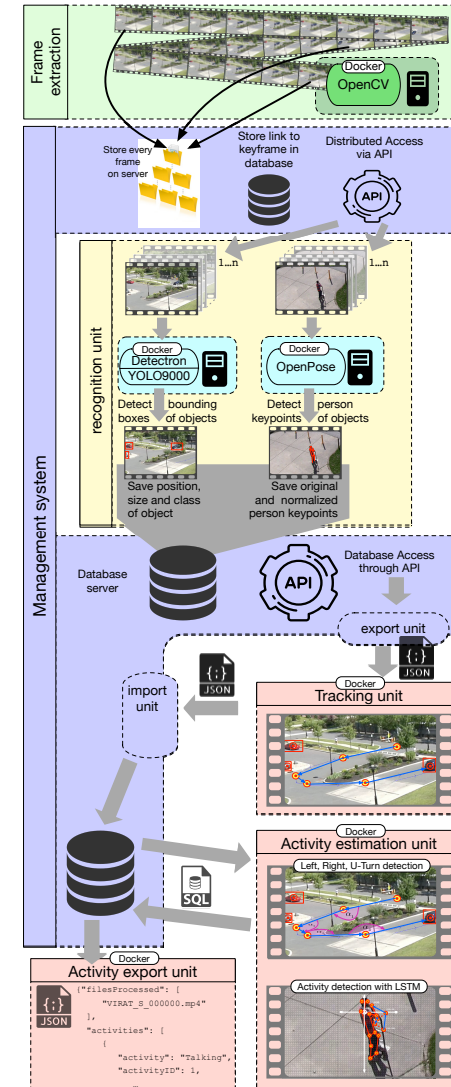 Frame
extraction
Docker
OpenCV
Store every
frame
on server
Store link to
keyframe in
database
Distributed Access
via API
API
Management system
recognition unit
1…n
1…n
Docker
Detectron
YOLO9000
Docker
OpenPose
Detect bounding
boxes of objects
Detect person
keypoints of objects
Save position,
size and class
of object
Save original
and normalized
person keypoints
Database
server
API
Database Access
through API
export unit
{:}
JSON
import
unit
{:}
JSON
Docker
Tracking unit
Docker
Activity estimation unit
Left, Right, U-Turn detection
SQL
Activity detection with LSTM
Docker
Activity export unit
{:}
JSON
{"filesProcessed": [
"VIRAT_S_000000.mp4"
],
"activities": [
{
"activity": "Talking",
"activityID": 1,